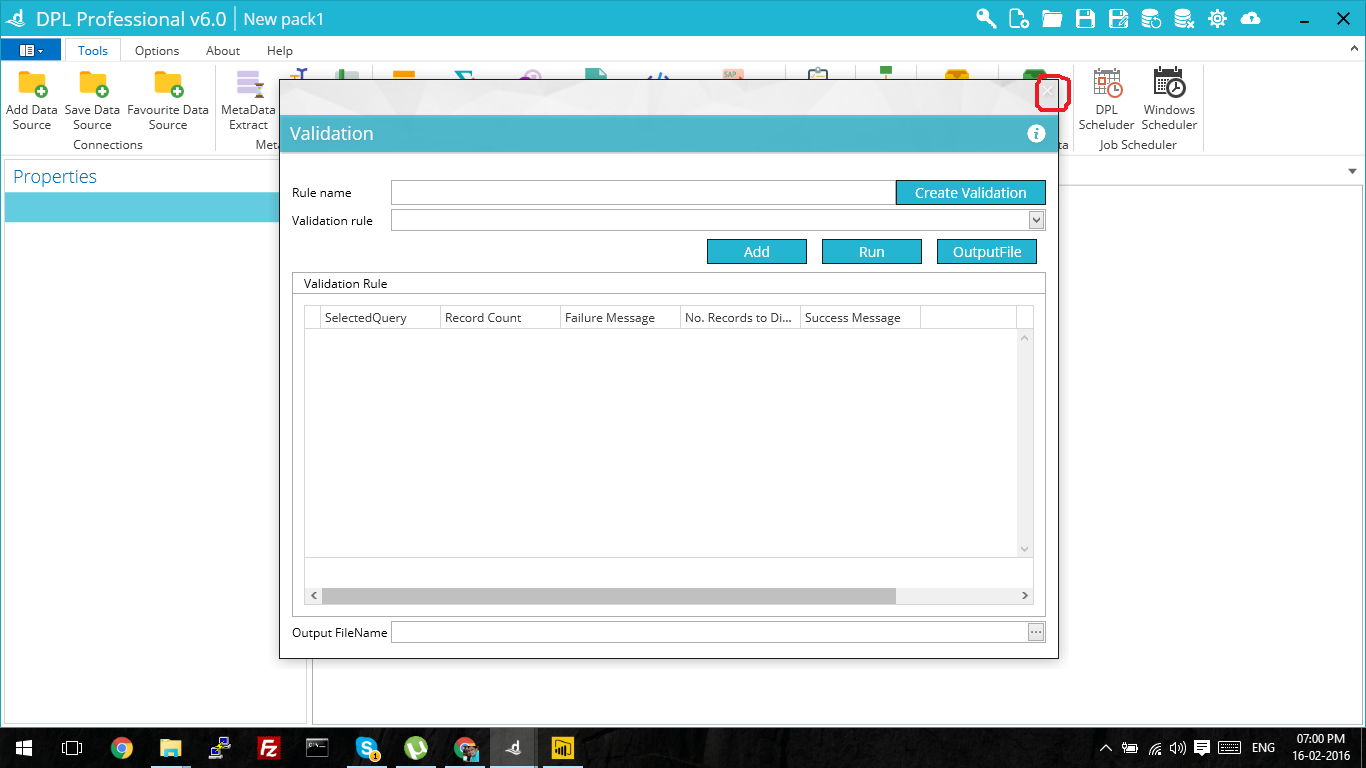 DPL Professional v6.0 New pack1
Tools Options About Help
Add Data Source
Save Data Source
Favourite Data Source
MetaData Extract
SAP
DPL Scheluder
Windows Scheduler
Connections
Met
ta
Job Scheduler
Properties
Validation
Rule name
Create Validation
Validation rule
Add Run OutputFile
Validation Rule
SelectedQuery Record Count Failure Message No. Records to Di... Success Message
Output FileName
...
ENG
07:00 PM
16-02-2016